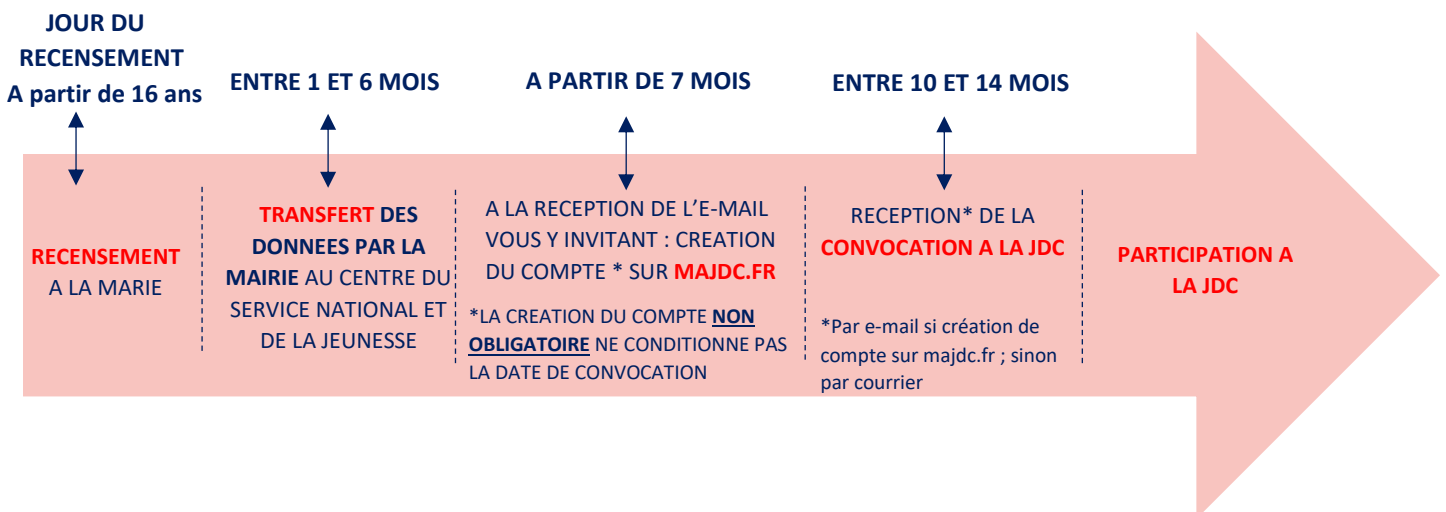 JOUR DU
RECENSEMENT
A partir de 16 ans
ENTRE 1 ET 6 MOIS
A PARTIR DE 7 MOIS
ENTRE 10 ET 14 MOIS
RECENSEMENT
A LA MARIE
TRANSFERT DES
DONNEES PAR LA
MAIRIE AU CENTRE DU
SERVICE NATIONAL ET
DE LA JEUNESSE
A LA RECEPTION DE L’E-MAIL
VOUS Y INVITANT : CREATION
DU COMPTE * SUR MAJDC.FR
*LA CREATION DU COMPTE NON
OBLIGATOIRE NE CONDITIONNE PAS
LA DATE DE CONVOCATION
RECEPTION* DE LA
CONVOCATION A LA JDC
*Par e-mail si création de
compte sur majdc.fr ; sinon
par courrier
PARTICIPATION A
LA JDC